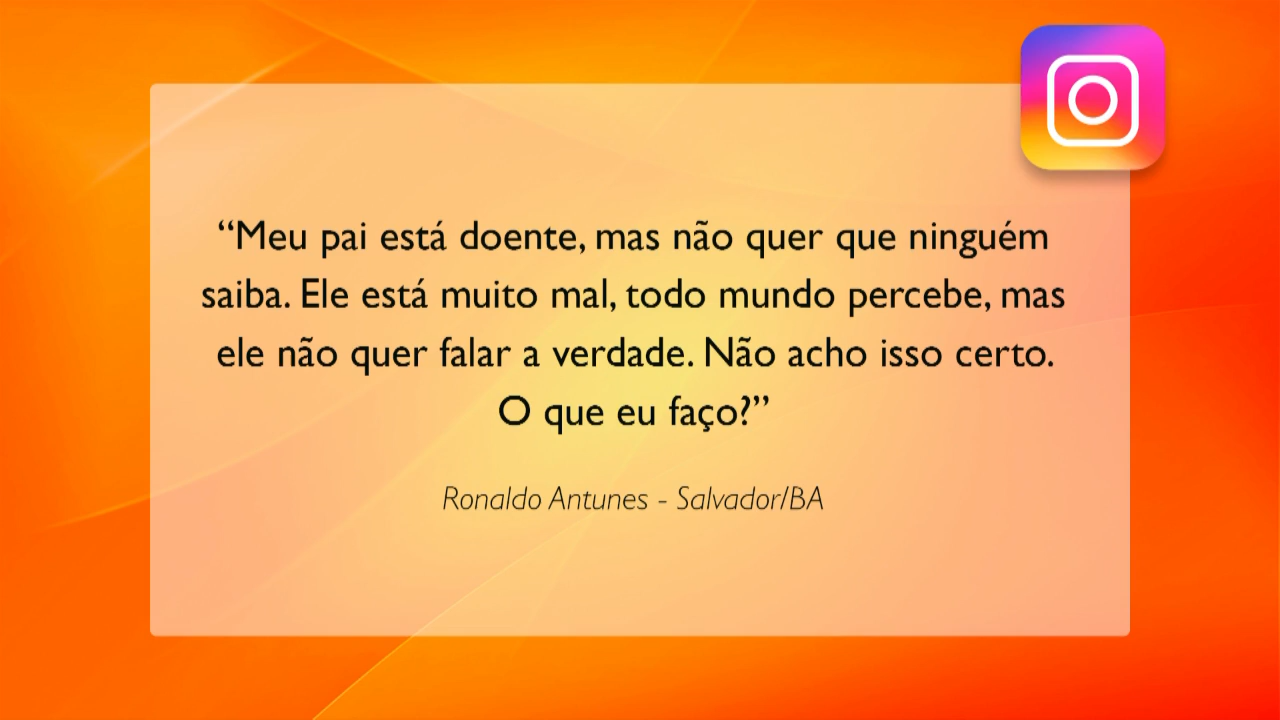 “Meu pai está doente, mas não quer que ninguém
saiba. Ele está muito mal, todo mundo percebe, mas
ele não quer falar a verdade. Não acho isso certo.
O que eu faço?”
Ronaldo Antunes - Salvador/BA